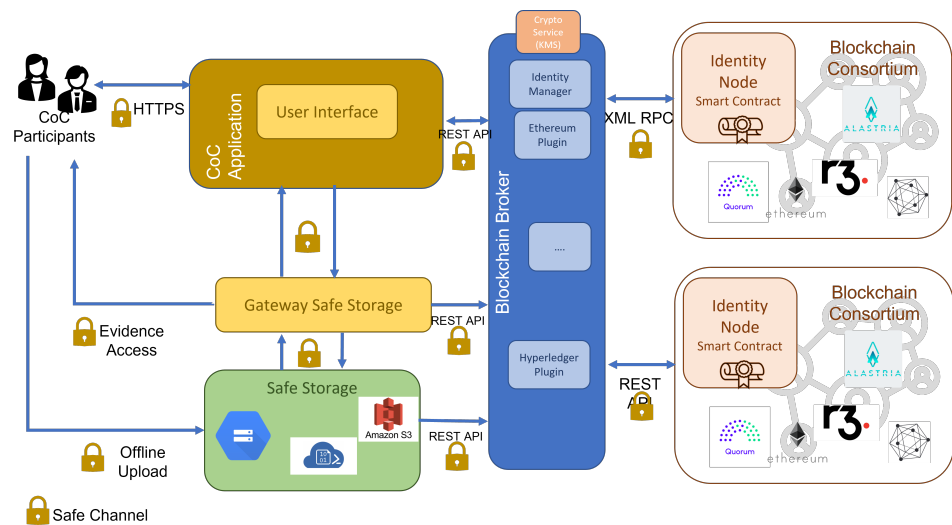 Crypto
Service
(KMS)
CoC
Participants
HTTPS
CoC
Application
User Interface
REST API
Blockchain Broker
Identity
Manager
Ethereum
Plugin
....
Hyperledger
Plugin
XML RPC
Identity
Node
Smart Contract
Blockchain
Consortium
ALASTRIA
Quorum
ethereum
r3.
Gateway Safe Storage
REST API
Evidence
Access
Safe Storage
10
01
Amazon S3
REST API
Offline
Upload
REST
API
Identity
Node
Smart Contract
Blockchain
Consortium
ALASTRIA
Quorum
ethereum
r3.
Safe Channel